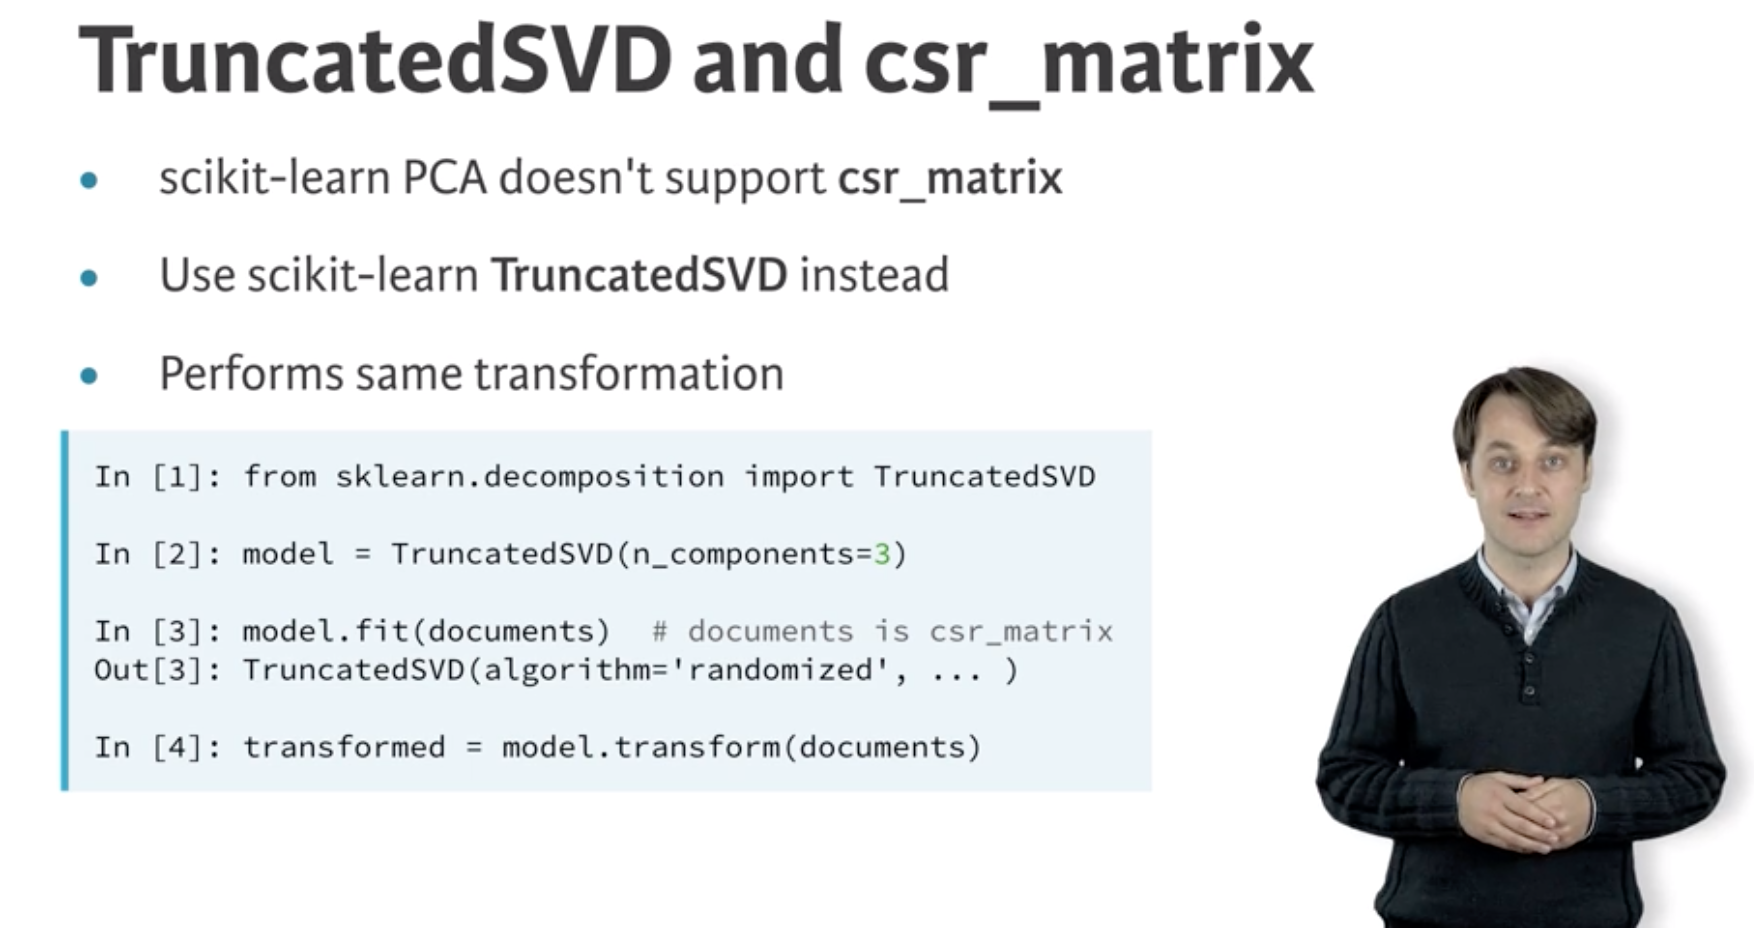 TruncatedSVD and csr_matrix
scikit-learn PCA doesn't support csr_matrix
Use scikit-learn TruncatedSVD instead
Performs same transformation
In [1]: from sklearn.decomposition import TruncatedSVD
In [2]: model = TruncatedSVD(n_components=3)
In [3]: model.fit(documents)  # documents is csr_matrix
Out[3]: TruncatedSVD(algorithm='randomized', ... )
In [4]: transformed = model.transform(documents)